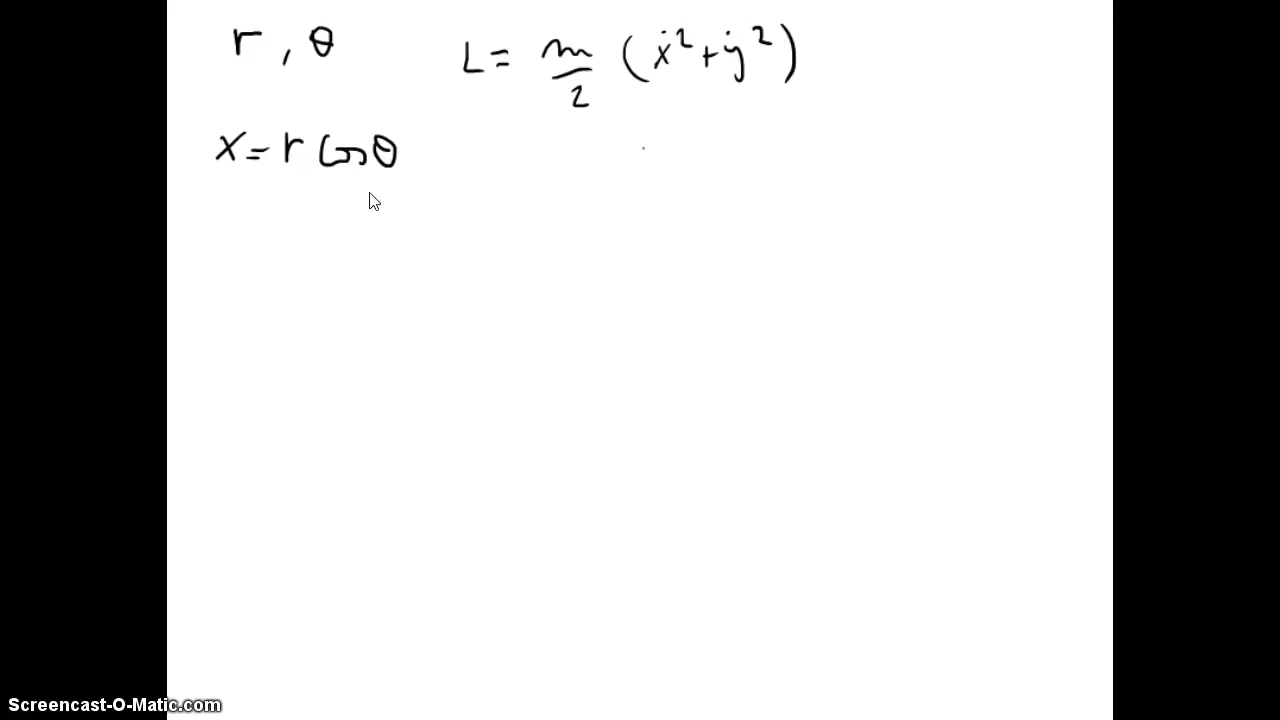 r , θ L = m/2 (ẋ² + ẏ²)
x = r cos θ
Screencast-O-Matic.com